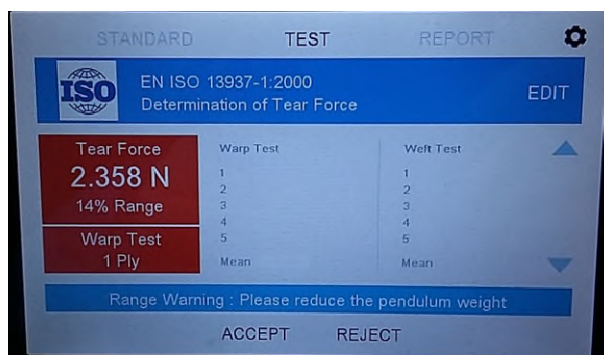 STANDARD TEST REPORT
ISO EN ISO 13937-1:2000 EDIT
Determination of Tear Force
Tear Force
2.358 N
14% Range
Warp Test
1 Ply
Warp Test
1
2
3
4
5
Mean
Weft Test
1
2
3
4
5
Mean
Range Warning : Please reduce the pendulum weight
ACCEPT REJECT